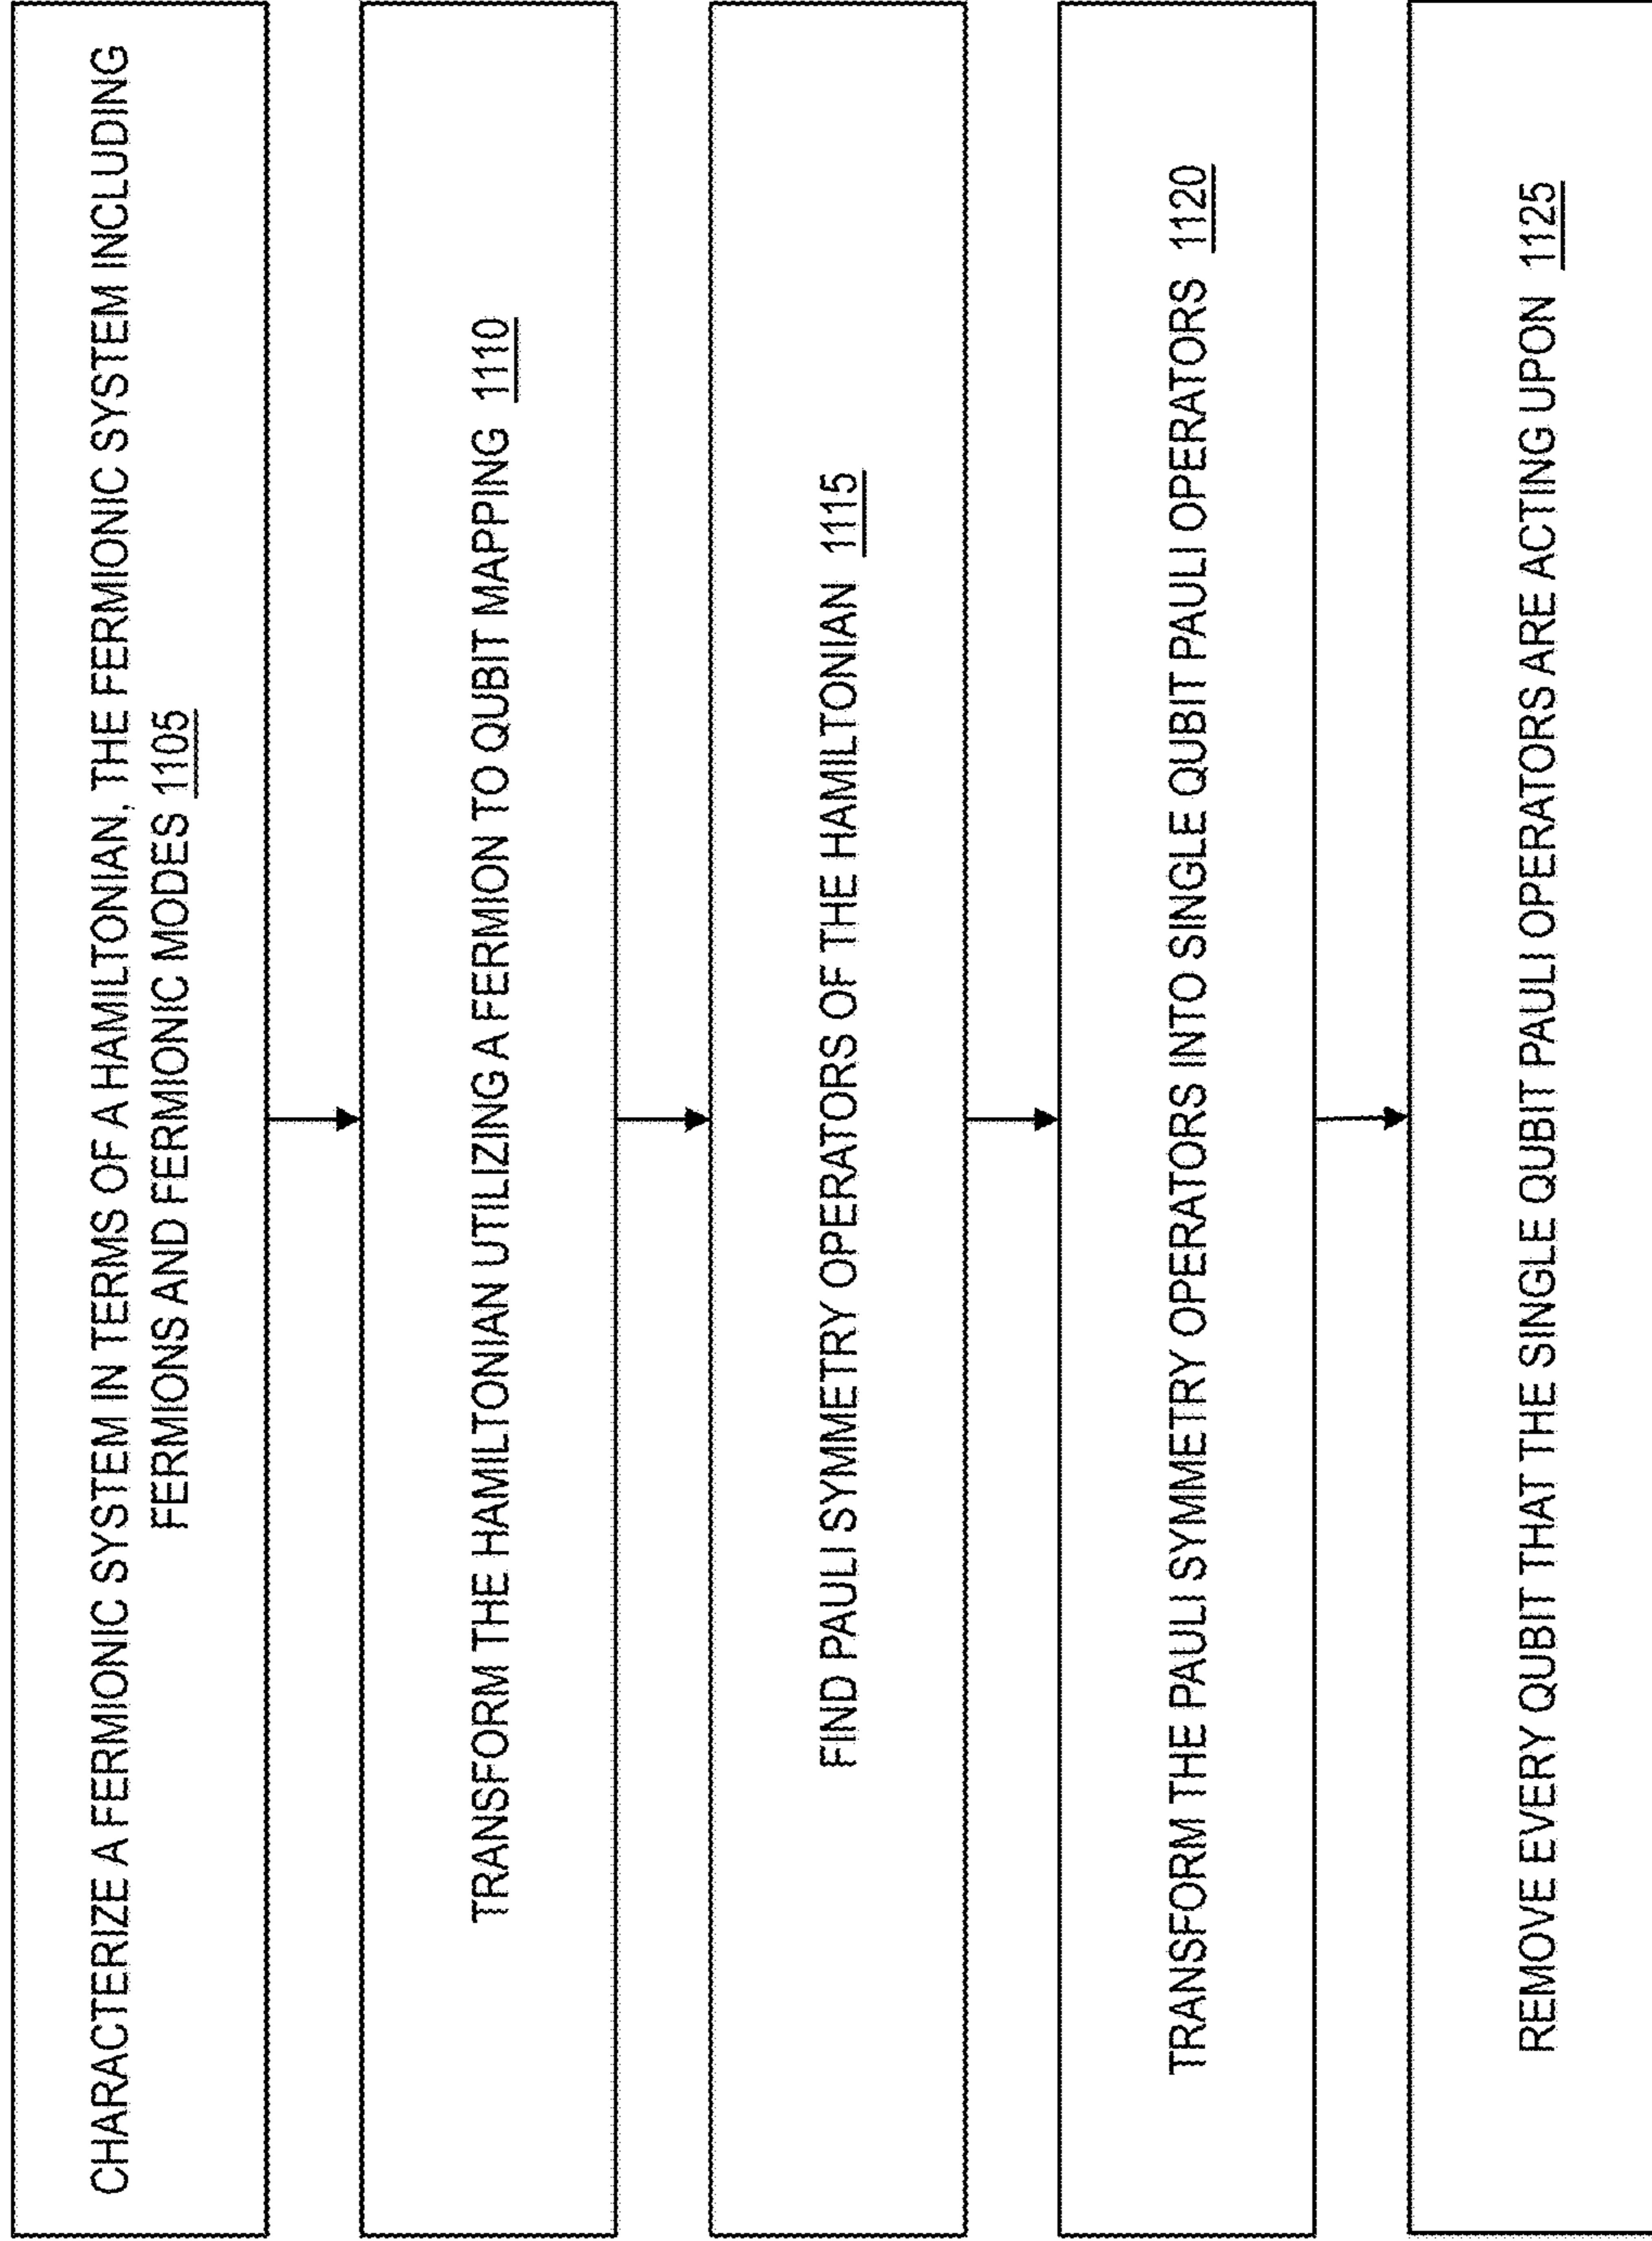 CHARACTERIZE A FERMIONIC SYSTEM IN TERMS OF A HAMILTONIAN, THE FERMIONIC SYSTEM INCLUDING
FERMIONS AND FERMIONIC MODES 1105
TRANSFORM THE HAMILTONIAN UTILIZING A FERMION TO QUBIT MAPPING 1110
FIND PAULI SYMMETRY OPERATORS OF THE HAMILTONIAN 1115
TRANSFORM THE PAULI SYMMETRY OPERATORS INTO SINGLE QUBIT PAULI OPERATORS 1120
REMOVE EVERY QUBIT THAT THE SINGLE QUBIT PAULI OPERATORS ARE ACTING UPON 1125